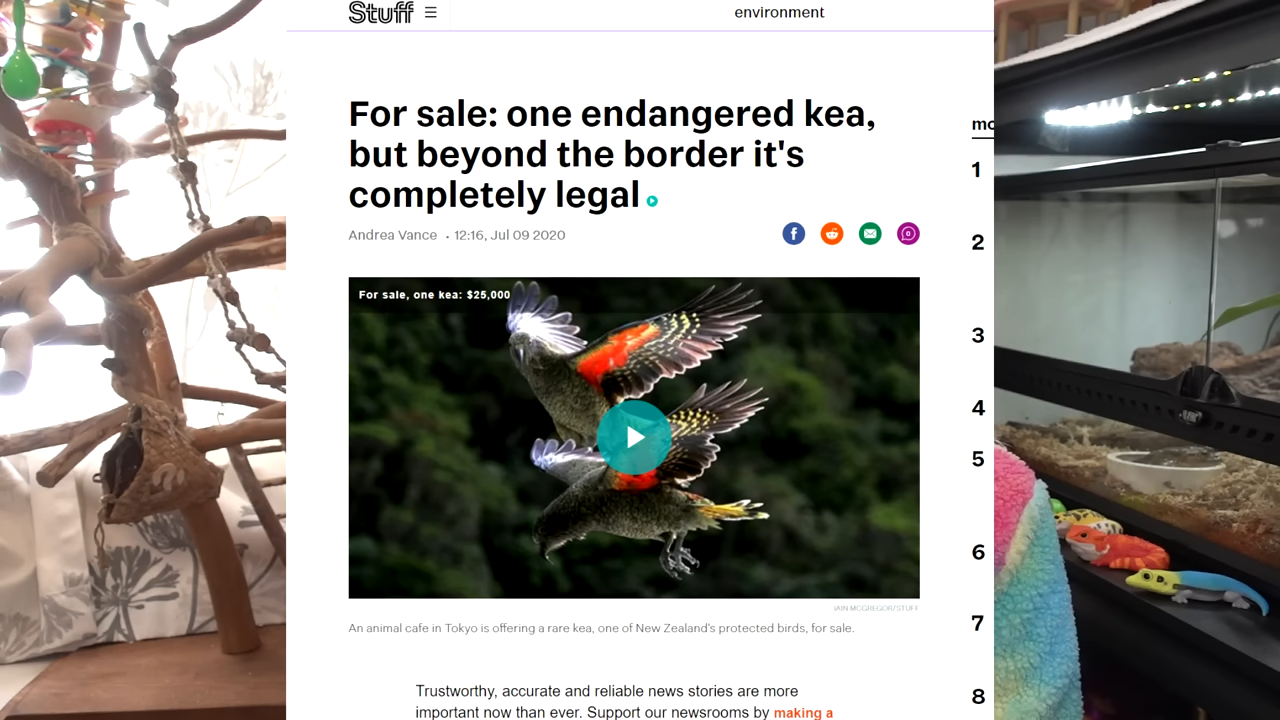 Stuff
environment
For sale: one endangered kea,
but beyond the border it's
completely legal
Andrea Vance • 12:16, Jul 09 2020
For sale, one kea: $25,000
IAIN MCGREGOR/STUFF
An animal cafe in Tokyo is offering a rare kea, one of New Zealand's protected birds, for sale.
Trustworthy, accurate and reliable news stories are more
important now than ever. Support our newsrooms by making a
mo
1
2
3
4
5
6
7
8